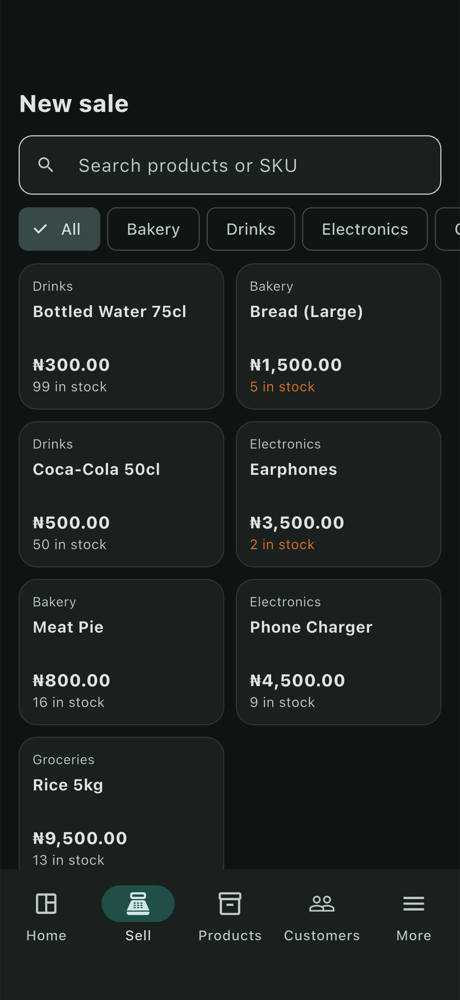 New sale
Search products or SKU
All
Bakery
Drinks
Electronics
Drinks
Bottled Water 75cl
₦300.00
99 in stock
Bakery
Bread (Large)
₦1,500.00
5 in stock
Drinks
Coca-Cola 50cl
₦500.00
50 in stock
Electronics
Earphones
₦3,500.00
2 in stock
Bakery
Meat Pie
₦800.00
16 in stock
Electronics
Phone Charger
₦4,500.00
9 in stock
Groceries
Rice 5kg
₦9,500.00
13 in stock
Home
Sell
Products
Customers
More